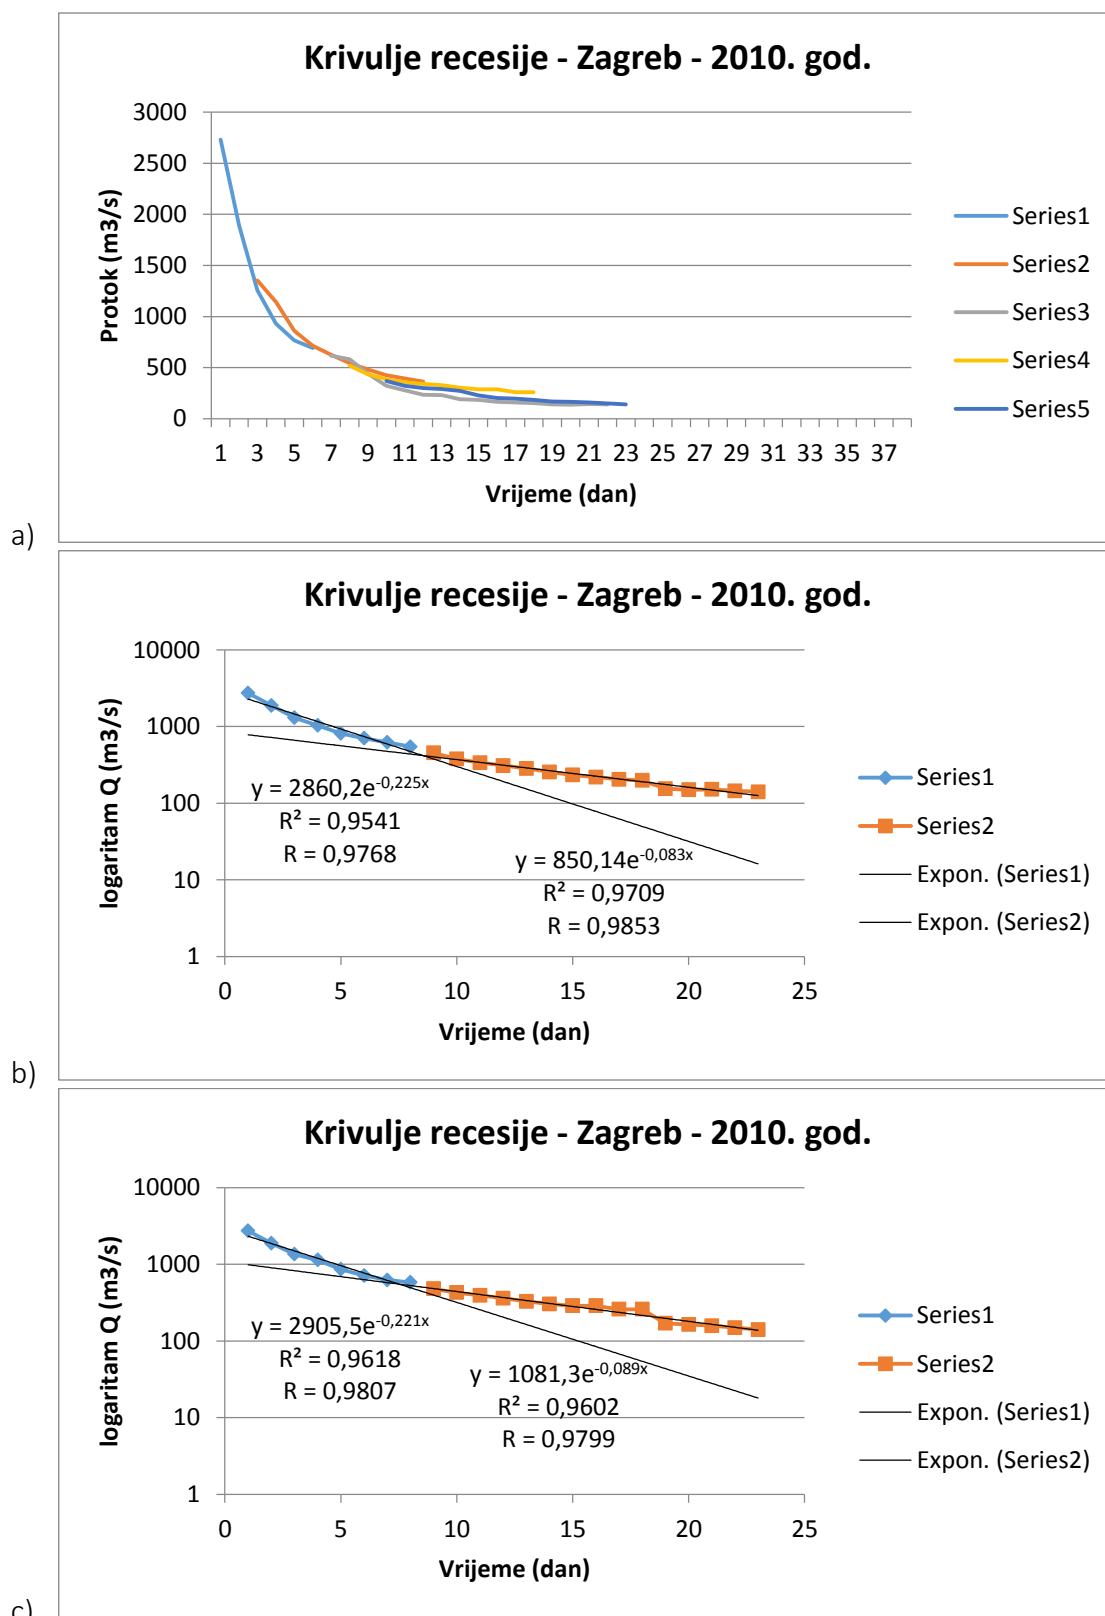 Krivulje recesije - Zagreb - 2010. god.
Protok (m3/s)
3000
2500
2000
1500
1000
500
0
1 3 5 7 9 11 13 15 17 19 21 23 25 27 29 31 33 35 37
Vrijeme (dan)
Series1
Series2
Series3
Series4
Series5
a)
Krivulje recesije - Zagreb - 2010. god.
logaritam Q (m3/s)
10000
1000
100
10
1
y = 2860,2e^-0,225x
R² = 0,9541
R = 0,9768
y = 850,14e^-0,083x
R² = 0,9709
R = 0,9853
0 5 10 15 20 25
Vrijeme (dan)
Series1
Series2
Expon. (Series1)
Expon. (Series2)
b)
Krivulje recesije - Zagreb - 2010. god.
logaritam Q (m3/s)
10000
1000
100
10
1
y = 2905,5e^-0,221x
R² = 0,9618
R = 0,9807
y = 1081,3e^-0,089x
R² = 0,9602
R = 0,9799
0 5 10 15 20 25
Vrijeme (dan)
Series1
Series2
Expon. (Series1)
Expon. (Series2)
c)